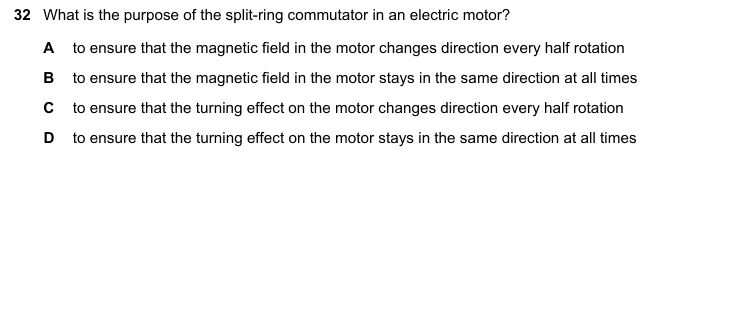 32 What is the purpose of the split-ring commutator in an electric motor?
A to ensure that the magnetic field in the motor changes direction every half rotation
B to ensure that the magnetic field in the motor stays in the same direction at all times
C to ensure that the turning effect on the motor changes direction every half rotation
D to ensure that the turning effect on the motor stays in the same direction at all times